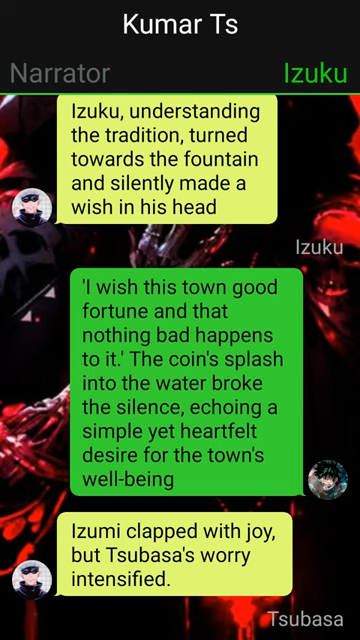 Kumar Ts
Narrator
Izuku
Izuku, understanding
the tradition, turned
towards the fountain
and silently made a
wish in his head
Izuku
'I wish this town good
fortune and that
nothing bad happens
to it.' The coin's splash
into the water broke
the silence, echoing a
simple yet heartfelt
desire for the town's
well-being
Izumi clapped with joy,
but Tsubasa's worry
intensified.
Tsubasa